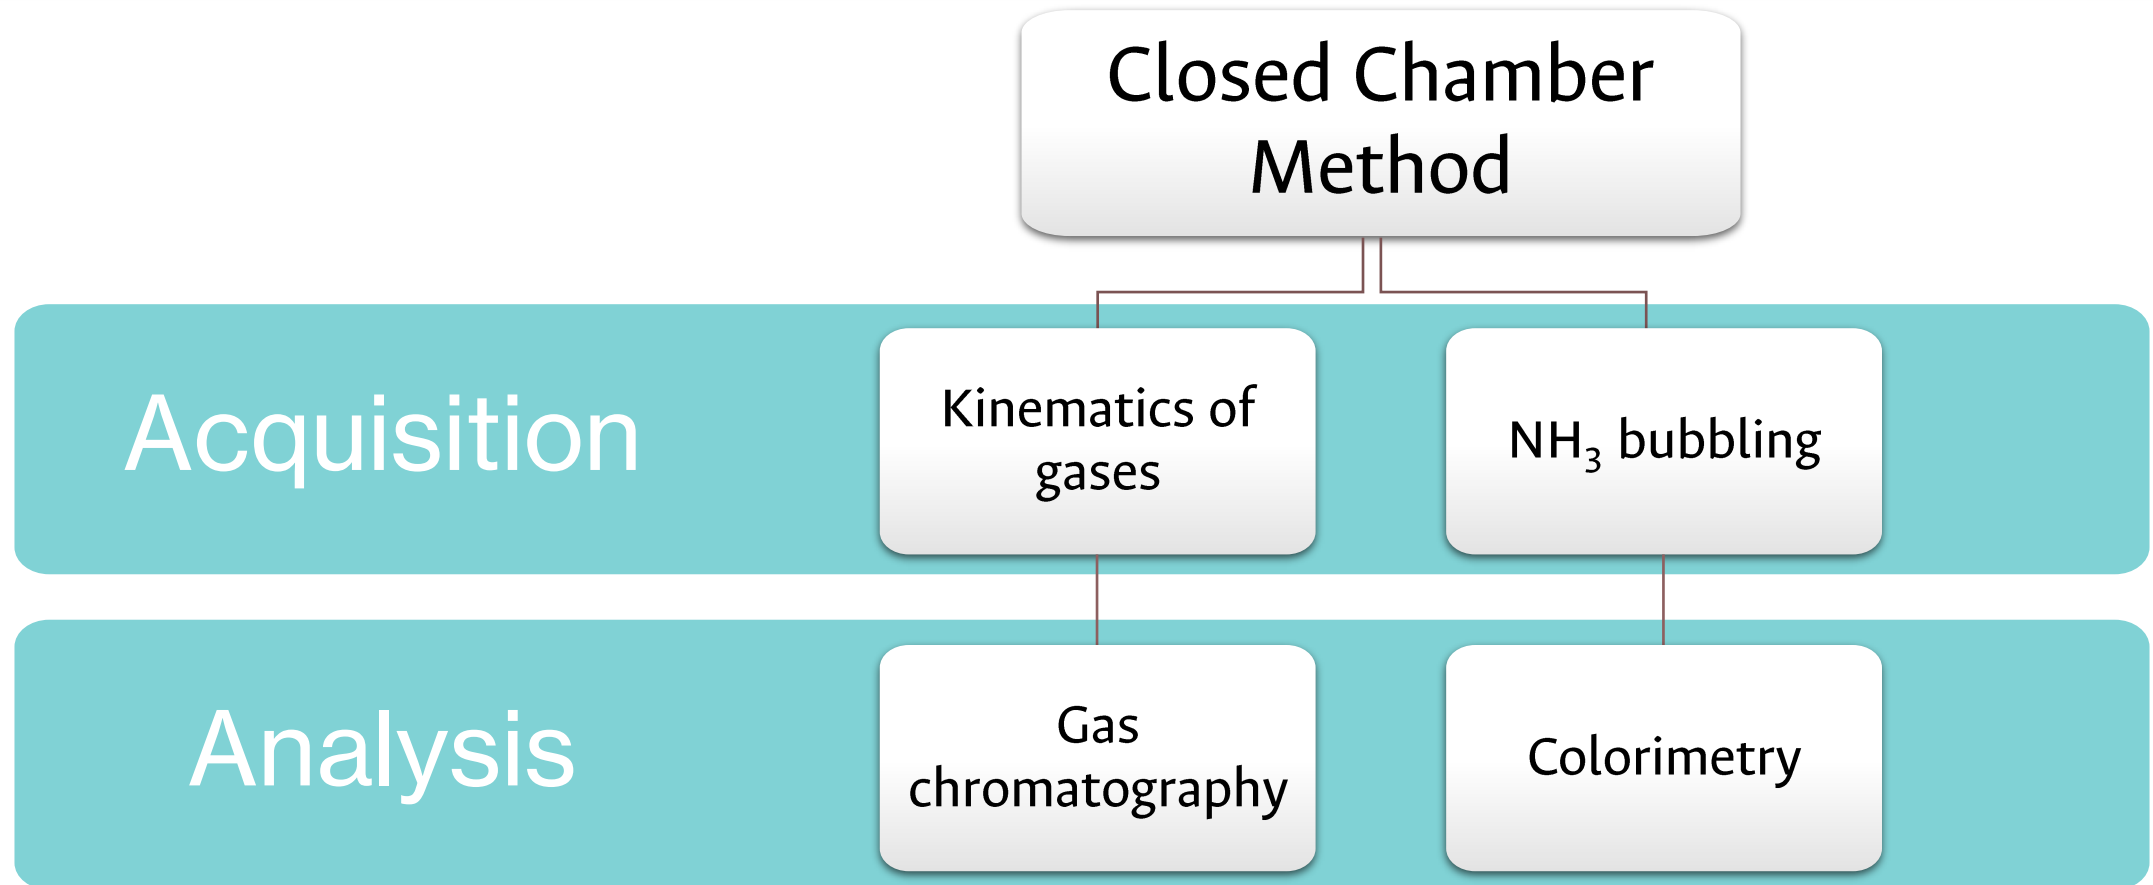 Closed Chamber
Method
Acquisition
Kinematics of
gases
NH₃ bubbling
Analysis
Gas
chromatography
Colorimetry